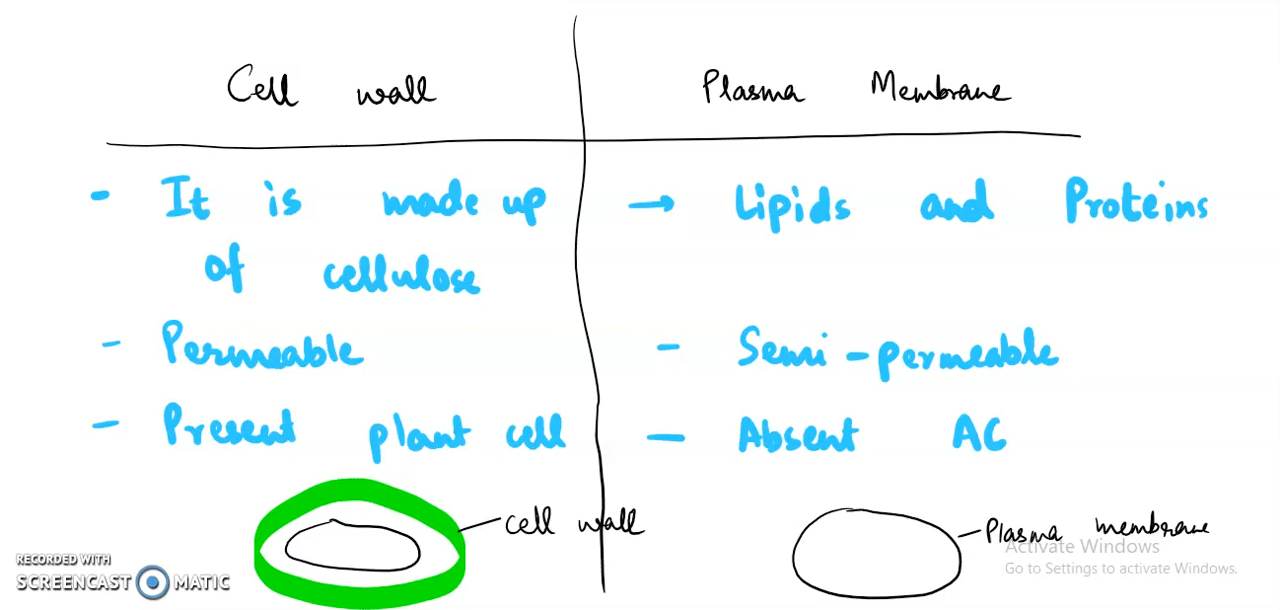 Cell wall
Plasma Membrane
- It is made up
→ Lipids and Proteins
of cellulose
- Permeable
- Semi-permeable
- Present plant cell
- Absent AC
cell wall
Plasma membrane
Activate Windows
Go to Settings to activate Windows.
RECORDED WITH
SCREENCAST MATIC